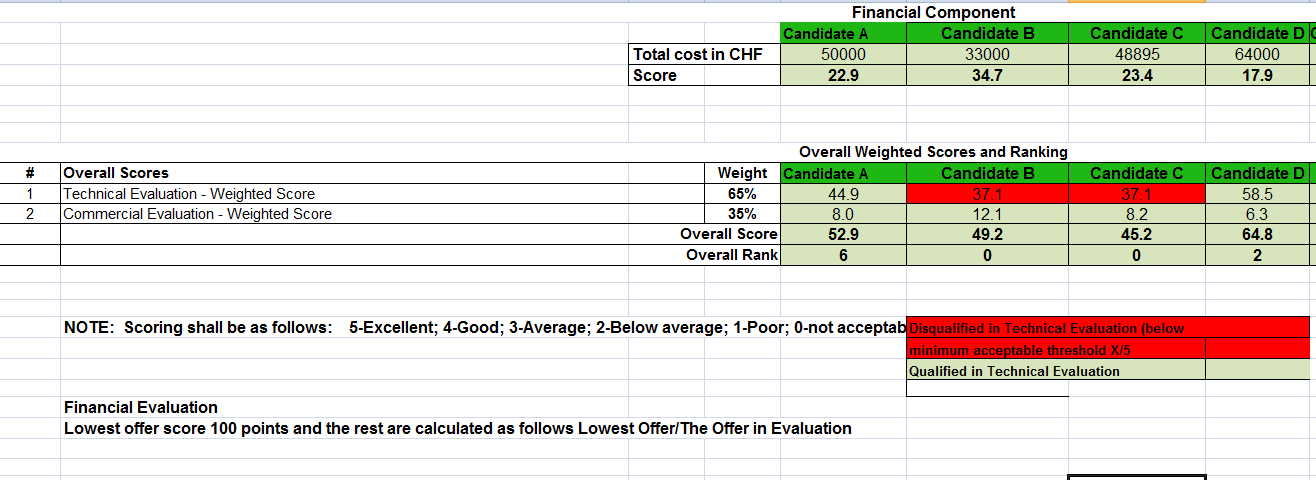 Financial Component
Candidate A Candidate B Candidate C Candidate D
Total cost in CHF 50000 33000 48895 64000
Score 22.9 34.7 23.4 17.9
Overall Weighted Scores and Ranking
# Overall Scores Weight Candidate A Candidate B Candidate C Candidate D
1 Technical Evaluation - Weighted Score 65% 44.9 37.1 37.1 58.5
2 Commercial Evaluation - Weighted Score 35% 8.0 12.1 8.2 6.3
Overall Score 52.9 49.2 45.2 64.8
Overall Rank 6 0 0 2
NOTE: Scoring shall be as follows: 5-Excellent; 4-Good; 3-Average; 2-Below average; 1-Poor; 0-not acceptab
Disqualified in Technical Evaluation (below
minimum acceptable threshold X/5
Qualified in Technical Evaluation
Financial Evaluation
Lowest offer score 100 points and the rest are calculated as follows Lowest Offer/The Offer in Evaluation